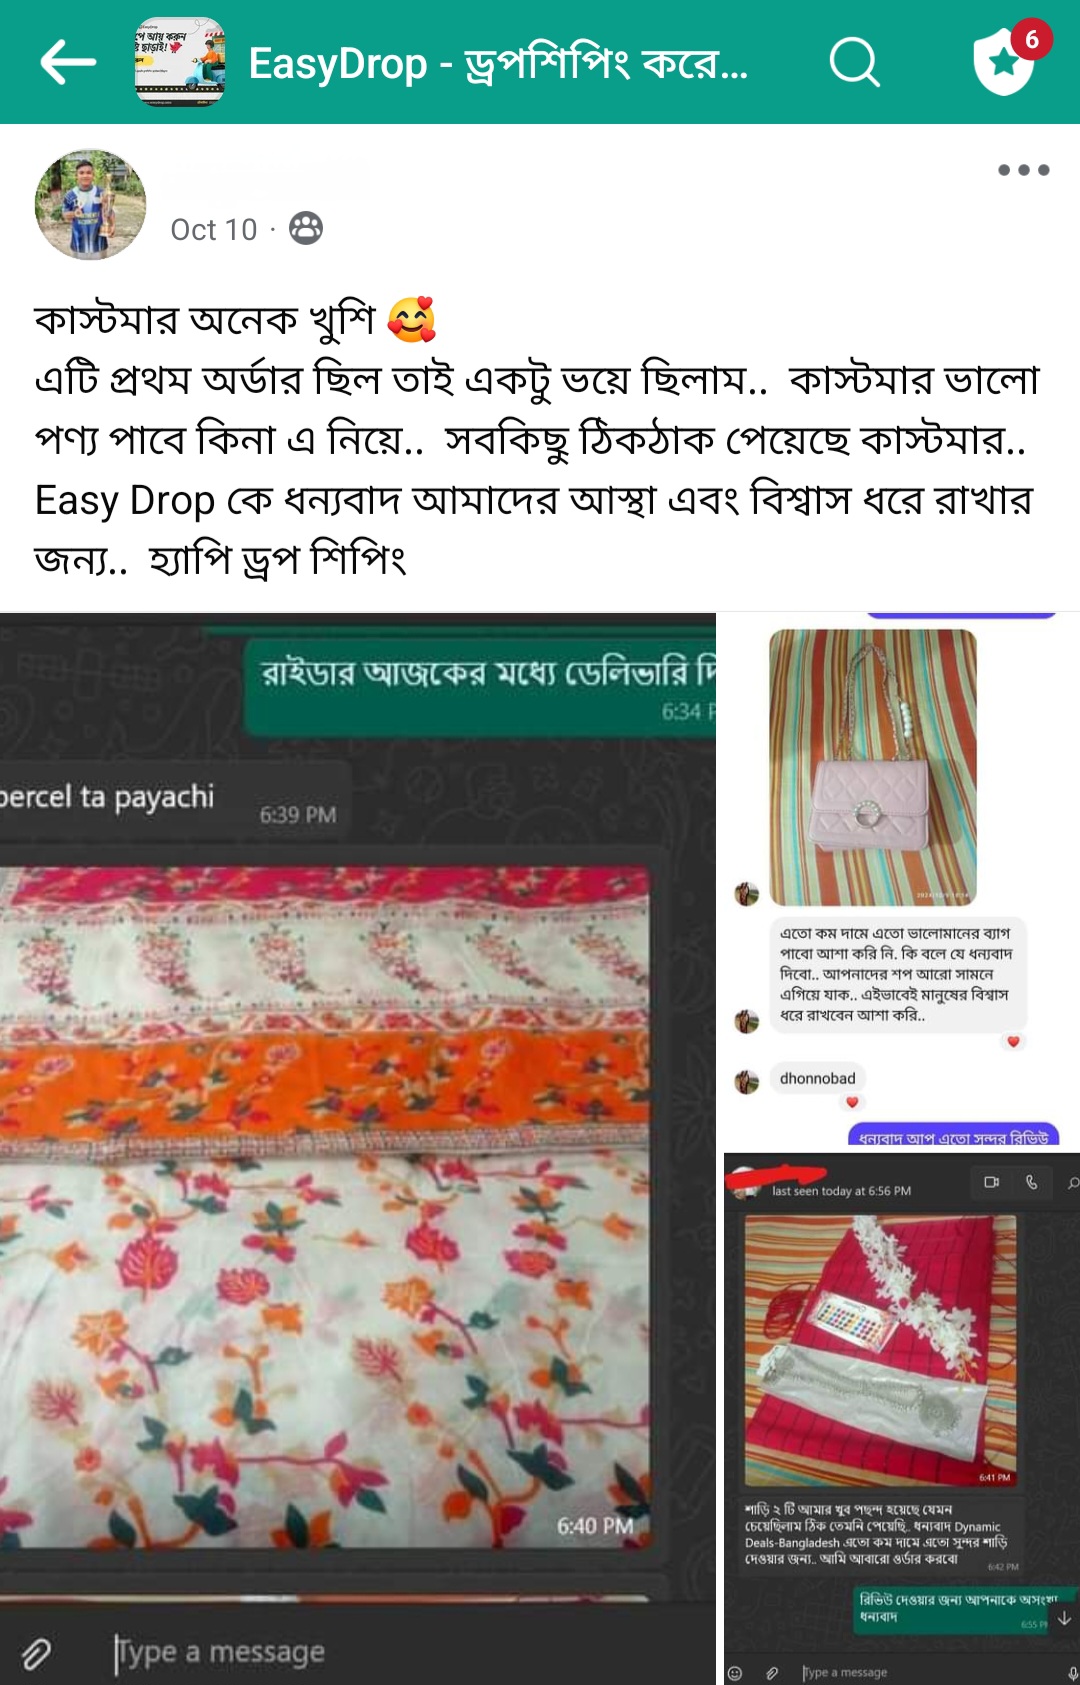 EasyDrop - ড্রপশিপিং করে...
6
Oct 10 ·
কাস্টমার অনেক খুশি 🥰
এটি প্রথম অর্ডার ছিল তাই একটু ভয়ে ছিলাম.. কাস্টমার ভালো
পণ্য পাবে কিনা এ নিয়ে.. সবকিছু ঠিকঠাক পেয়েছে কাস্টমার..
Easy Drop কে ধন্যবাদ আমাদের আস্থা এবং বিশ্বাস ধরে রাখার
জন্য.. হ্যাপি ড্রপ শিপিং
রাইডার আজকের মধ্যে ডেলিভারি দি
6:34 P
percel ta payachi
6:39 PM
6:40 PM
Type a message
এতো কম দামে এতো ভালোমানের ব্যাগ
পাবো আশা করি নি. কি বলে যে ধন্যবাদ
দিবো.. আপনাদের শপ আরো সামনে
এগিয়ে যাক.. এইভাবেই মানুষের বিশ্বাস
ধরে রাখবেন আশা করি..
dhonnobad
ধন্যবাদ আপু এতো সুন্দর রিভিউ
last seen today at 6:56 PM
6:41 PM
শাড়ি ২ টি আমার খুব পছন্দ হয়েছে যেমন
চেয়েছিলাম ঠিক তেমনি পেয়েছি. ধন্যবাদ Dynamic
Deals-Bangladesh এতো কম দামে এতো সুন্দর শাড়ি
দেওয়ার জন্য.. আমি আবারো ওর্ডার করবো
6:42 PM
রিভিউ দেওয়ার জন্য আপনাকে অসংখ্য
ধন্যবাদ
6:55 PM
Type a message